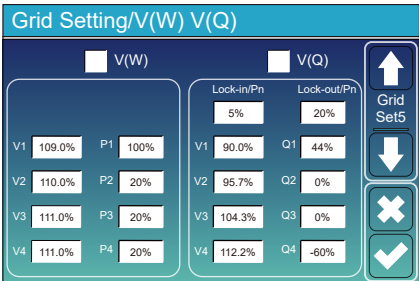 Grid Setting/V(W) V(Q)
V(W)
V(Q)
Lock-in/Pn Lock-out/Pn
5% 20%
V1 109.0% P1 100%
V2 110.0% P2 20%
V3 111.0% P3 20%
V4 111.0% P4 20%
V1 90.0% Q1 44%
V2 95.7% Q2 0%
V3 104.3% Q3 0%
V4 112.2% Q4 -60%
Grid
Set5